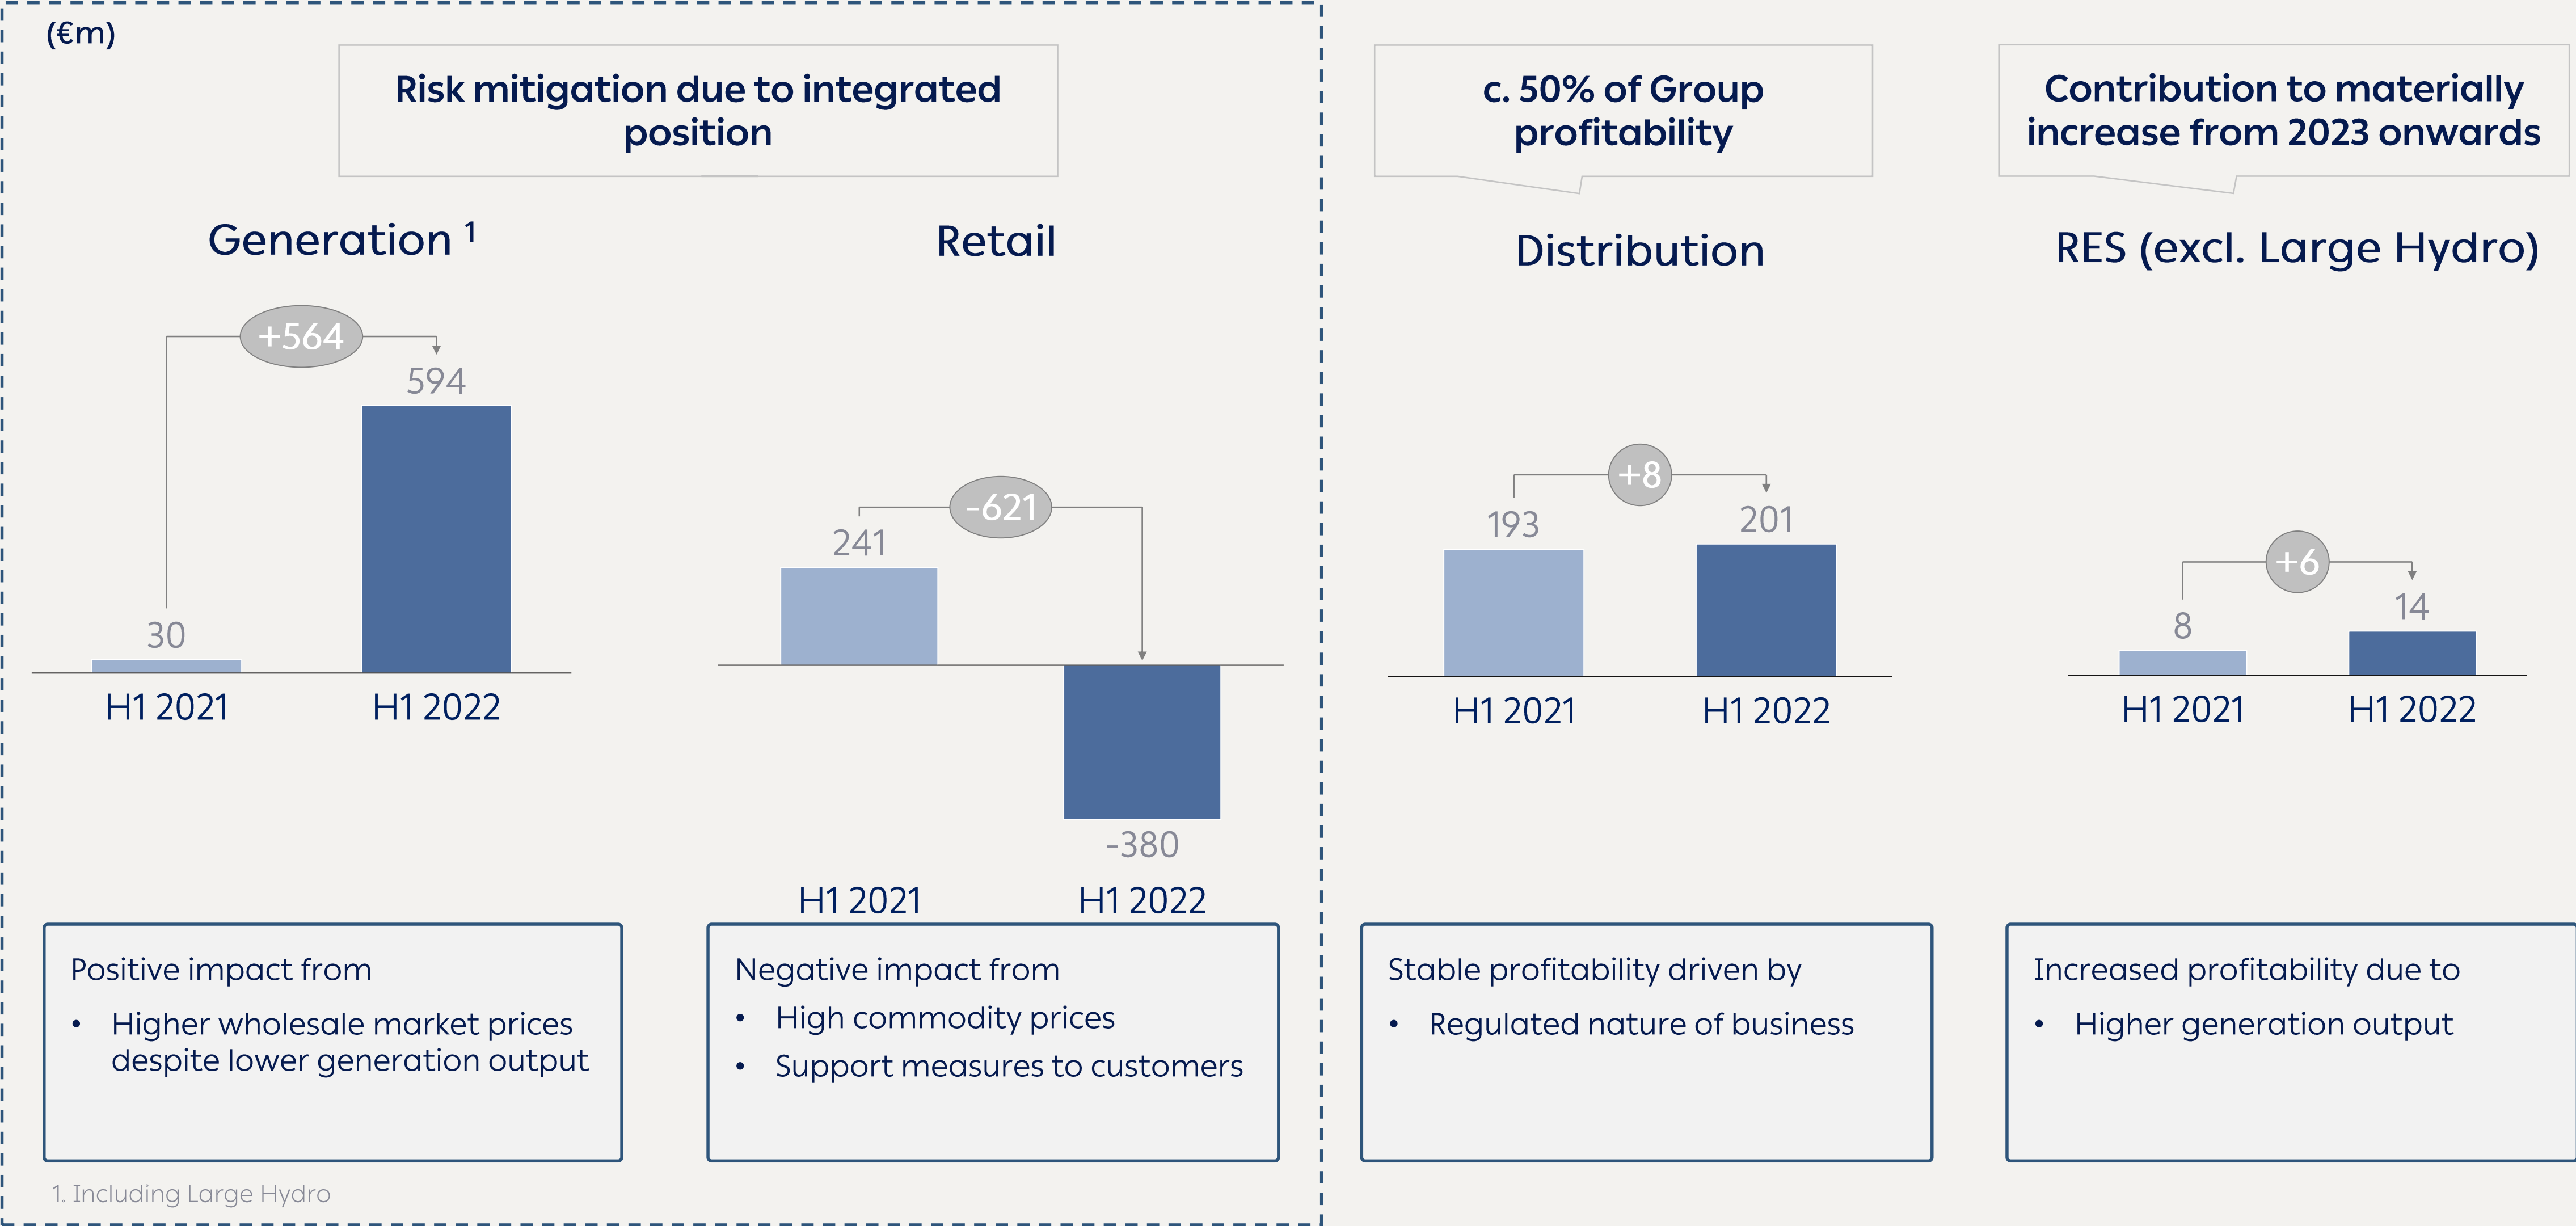 (€m)
Risk mitigation due to integrated
position
c. 50% of Group
profitability
Contribution to materially
increase from 2023 onwards
Generation ¹
+564
594
30
H1 2021
H1 2022
Retail
-621
241
-380
H1 2021
H1 2022
Distribution
+8
193
201
H1 2021
H1 2022
RES (excl. Large Hydro)
+6
8
14
H1 2021
H1 2022
Positive impact from
• Higher wholesale market prices
despite lower generation output
Negative impact from
• High commodity prices
• Support measures to customers
Stable profitability driven by
• Regulated nature of business
Increased profitability due to
• Higher generation output
1. Including Large Hydro